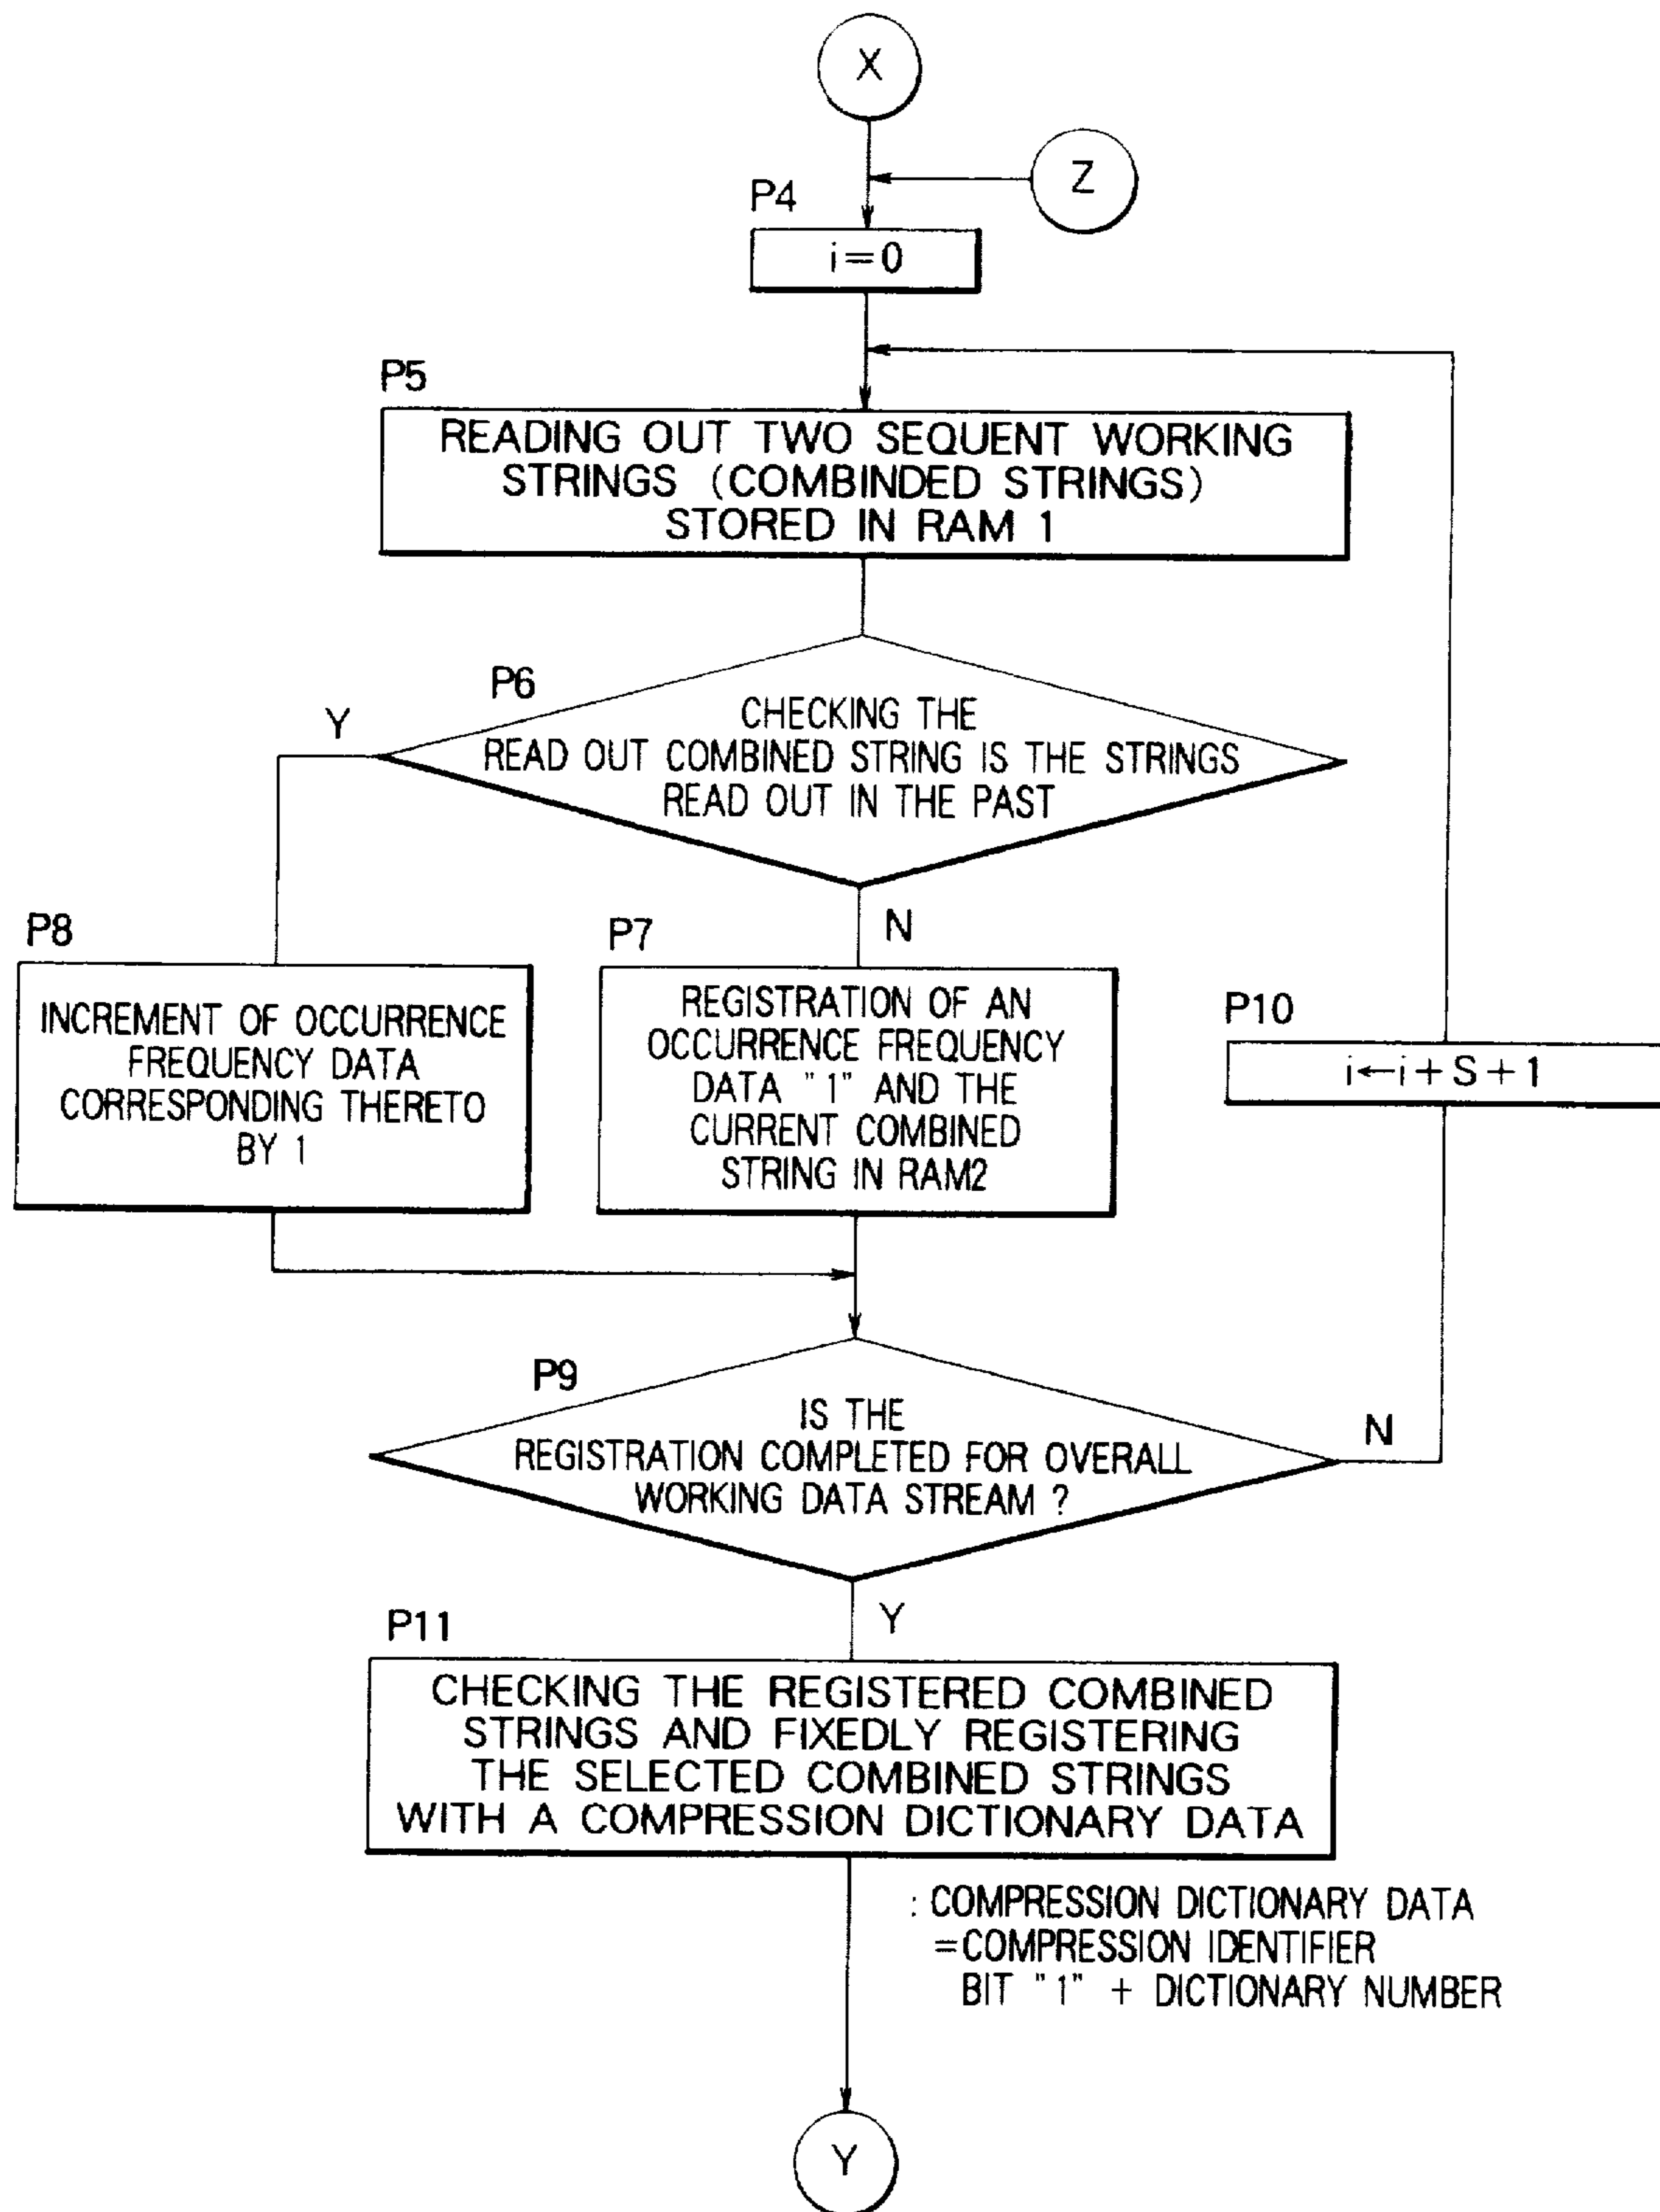 X
Z
P4
i=0
P5
READING OUT TWO SEQUENT WORKING
STRINGS (COMBINDED STRINGS)
STORED IN RAM 1
P6
Y
CHECKING THE
READ OUT COMBINED STRING IS THE STRINGS
READ OUT IN THE PAST
N
P8
INCREMENT OF OCCURRENCE
FREQUENCY DATA
CORRESPONDING THERETO
BY 1
P7
REGISTRATION OF AN
OCCURRENCE FREQUENCY
DATA "1" AND THE
CURRENT COMBINED
STRING IN RAM2
P10
i←i+S+1
P9
IS THE
REGISTRATION COMPLETED FOR OVERALL
WORKING DATA STREAM ?
N
Y
P11
CHECKING THE REGISTERED COMBINED
STRINGS AND FIXEDLY REGISTERING
THE SELECTED COMBINED STRINGS
WITH A COMPRESSION DICTIONARY DATA
: COMPRESSION DICTIONARY DATA
=COMPRESSION IDENTIFIER
BIT "1" + DICTIONARY NUMBER
Y